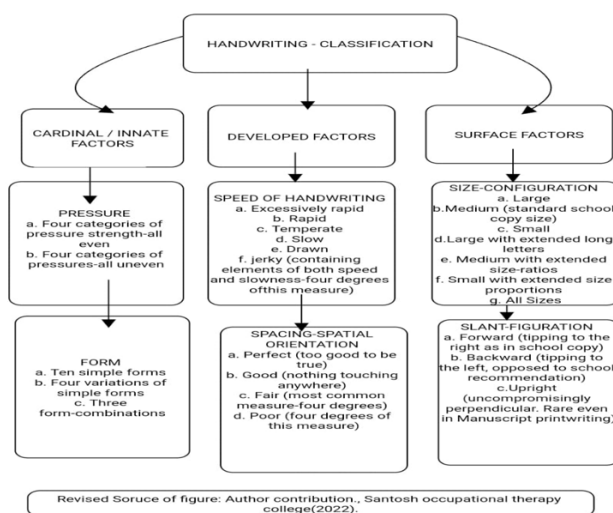 HANDWRITING - CLASSIFICATION
CARDINAL / INNATE
FACTORS
PRESSURE
a. Four categories of
pressure strength-all
even
b. Four categories of
pressures-all uneven
FORM
a. Ten simple forms
b. Four variations of
simple forms
c. Three
form-combinations
DEVELOPED FACTORS
SPEED OF HANDWRITING
a. Excessively rapid
b. Rapid
c. Temperate
d. Slow
e. Drawn
f. jerky (containing
elements of both speed
and slowness-four degrees
ofthis measure)
SPACING-SPATIAL
ORIENTATION
a. Perfect (too good to be
true)
b. Good (nothing touching
anywhere)
c. Fair (most common
measure-four degrees)
d. Poor (four degrees of
this measure)
SURFACE FACTORS
SIZE-CONFIGURATION
a. Large
b.Medium (standard school
copy size)
c. Small
d.Large with extended long
letters
e. Medium with extended
size-ratios
f. Small with extended size
proportions
g. All Sizes
SLANT-FIGURATION
a. Forward (tipping to the
right as in school copy)
b. Backward (tipping to
the left, opposed to school
recommendation)
c.Upright
(uncompromisingly
perpendicular. Rare even
in Manuscript printwriting)
Revised Soruce of figure: Author contribution., Santosh occupational therapy
college(2022).